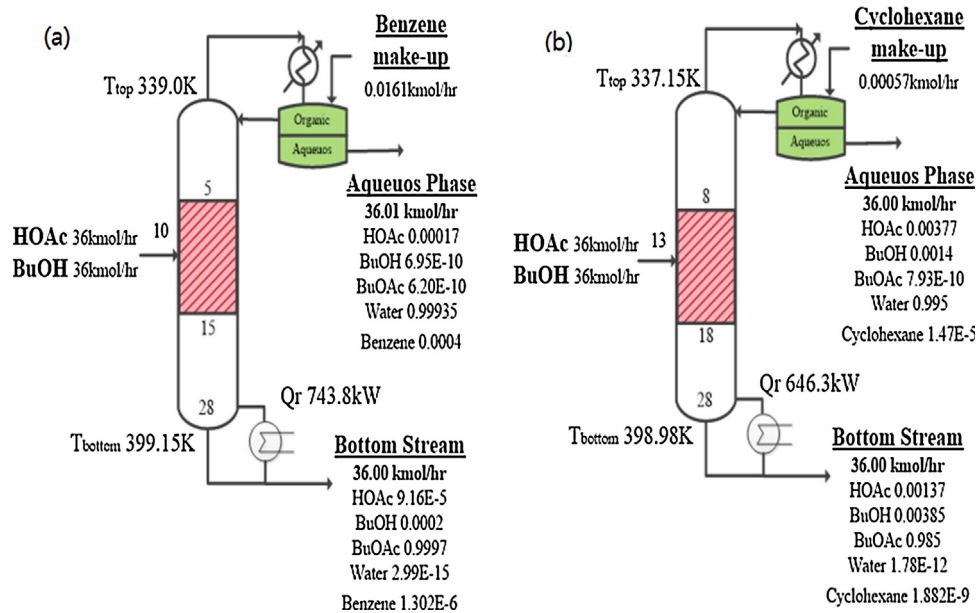 (a)
Benzene
make-up
0.0161kmol/hr
Ttop 339.0K
Organic
Aqueuos
5
HOAc 36kmol/hr
BuOH 36kmol/hr
10
15
28
Aqueuos Phase
36.01 kmol/hr
HOAc 0.00017
BuOH 6.95E-10
BuOAc 6.20E-10
Water 0.99935
Benzene 0.0004
Qr 743.8kW
Tbottom 399.15K
Bottom Stream
36.00 kmol/hr
HOAc 9.16E-5
BuOH 0.0002
BuOAc 0.9997
Water 2.99E-15
Benzene 1.302E-6
(b)
Cyclohexane
make-up
0.00057kmol/hr
Ttop 337.15K
Organic
Aqueuos
8
HOAc 36kmol/hr
BuOH 36kmol/hr
13
18
28
Aqueuos Phase
36.00 kmol/hr
HOAc 0.00377
BuOH 0.0014
BuOAc 7.93E-10
Water 0.995
Cyclohexane 1.47E-5
Qr 646.3kW
Tbottom 398.98K
Bottom Stream
36.00 kmol/hr
HOAc 0.00137
BuOH 0.00385
BuOAc 0.985
Water 1.78E-12
Cyclohexane 1.882E-9